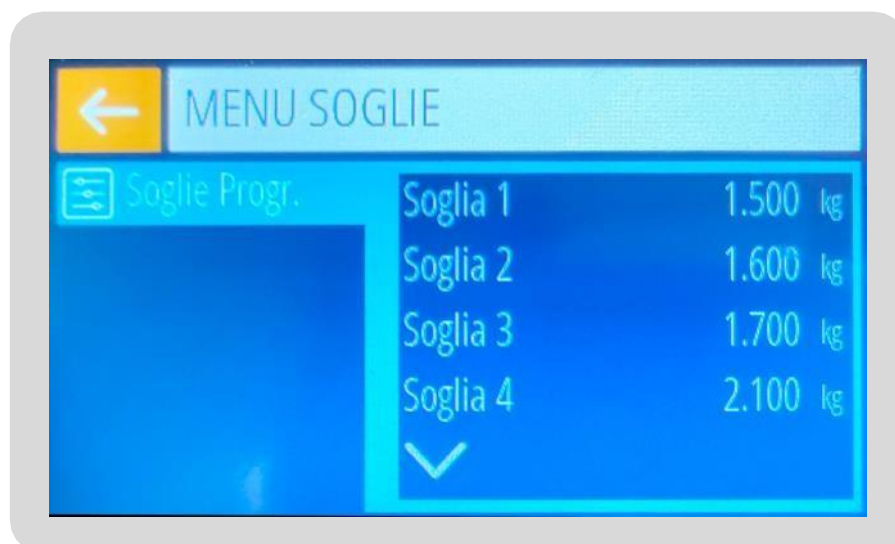 MENU SOGLIE
Soglie Progr.
Soglia 1 1.500 kg
Soglia 2 1.600 kg
Soglia 3 1.700 kg
Soglia 4 2.100 kg